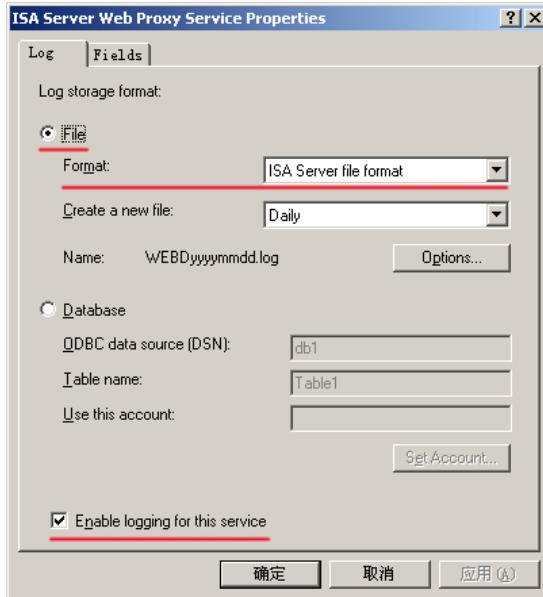 ISA Server Web Proxy Service Properties
Log Fields
Log storage format:
File
Format: ISA Server file format
Create a new file: Daily
Name: WEBDyyyymmdd.log Options...
Database
ODBC data source (DSN): db1
Table name: Table1
Use this account:
Set Account...
Enable logging for this service
确定 取消 应用 (A)